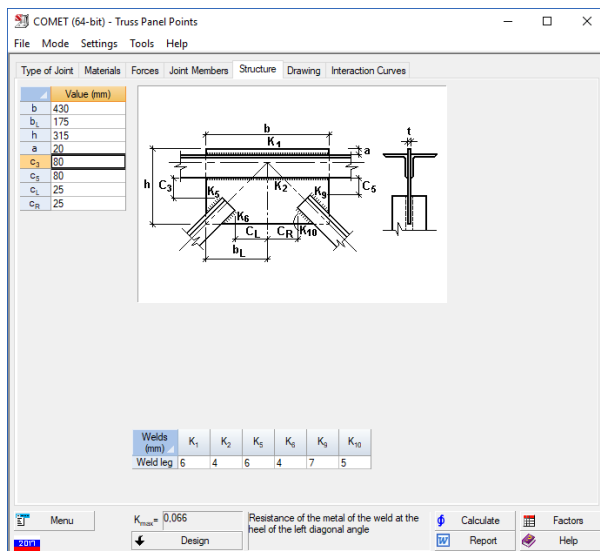 COMET (64-bit) - Truss Panel Points
File Mode Settings Tools Help
Type of Joint Materials Forces Joint Members Structure Drawing Interaction Curves
Value (mm)
b 430
bL 175
h 315
a 20
c3 80
c5 80
cL 25
cR 25
b
K1
a
t
h
C3
K5
K2
K9
C5
K6
CL
CR
K10
bL
Welds (mm) K1 K2 K5 K6 K9 K10
Weld leg 6 4 6 4 7 5
Menu
Kmax= 0,066
Design
Resistance of the metal of the weld at the
heel of the left diagonal angle
Calculate
Factors
Report
Help
2017